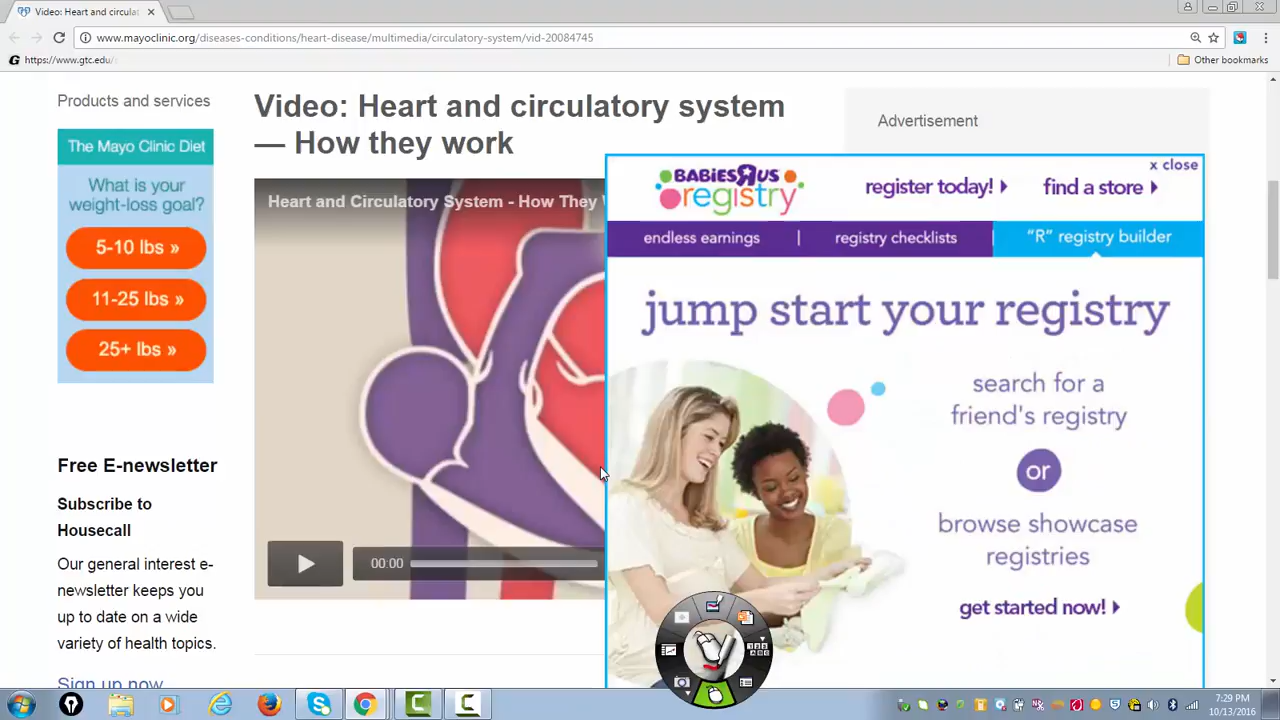 Video: Heart and circulat
www.mayoclinic.org/diseases-conditions/heart-disease/multimedia/circulatory-system/vid-20084745
https://www.gtc.edu/
Other bookmarks
Products and services
The Mayo Clinic Diet
What is your
weight-loss goal?
5-10 lbs »
11-25 lbs »
25+ lbs »
Free E-newsletter
Subscribe to
Housecall
Our general interest e-
newsletter keeps you
up to date on a wide
variety of health topics.
Sign up now
Video: Heart and circulatory system
— How they work
Heart and Circulatory System - How They
00:00
Advertisement
x close
BABIESRUS
registry
register today!
find a store
endless earnings
registry checklists
“R” registry builder
jump start your registry
search for a
friend's registry
or
browse showcase
registries
get started now!
7:29 PM
10/13/2016